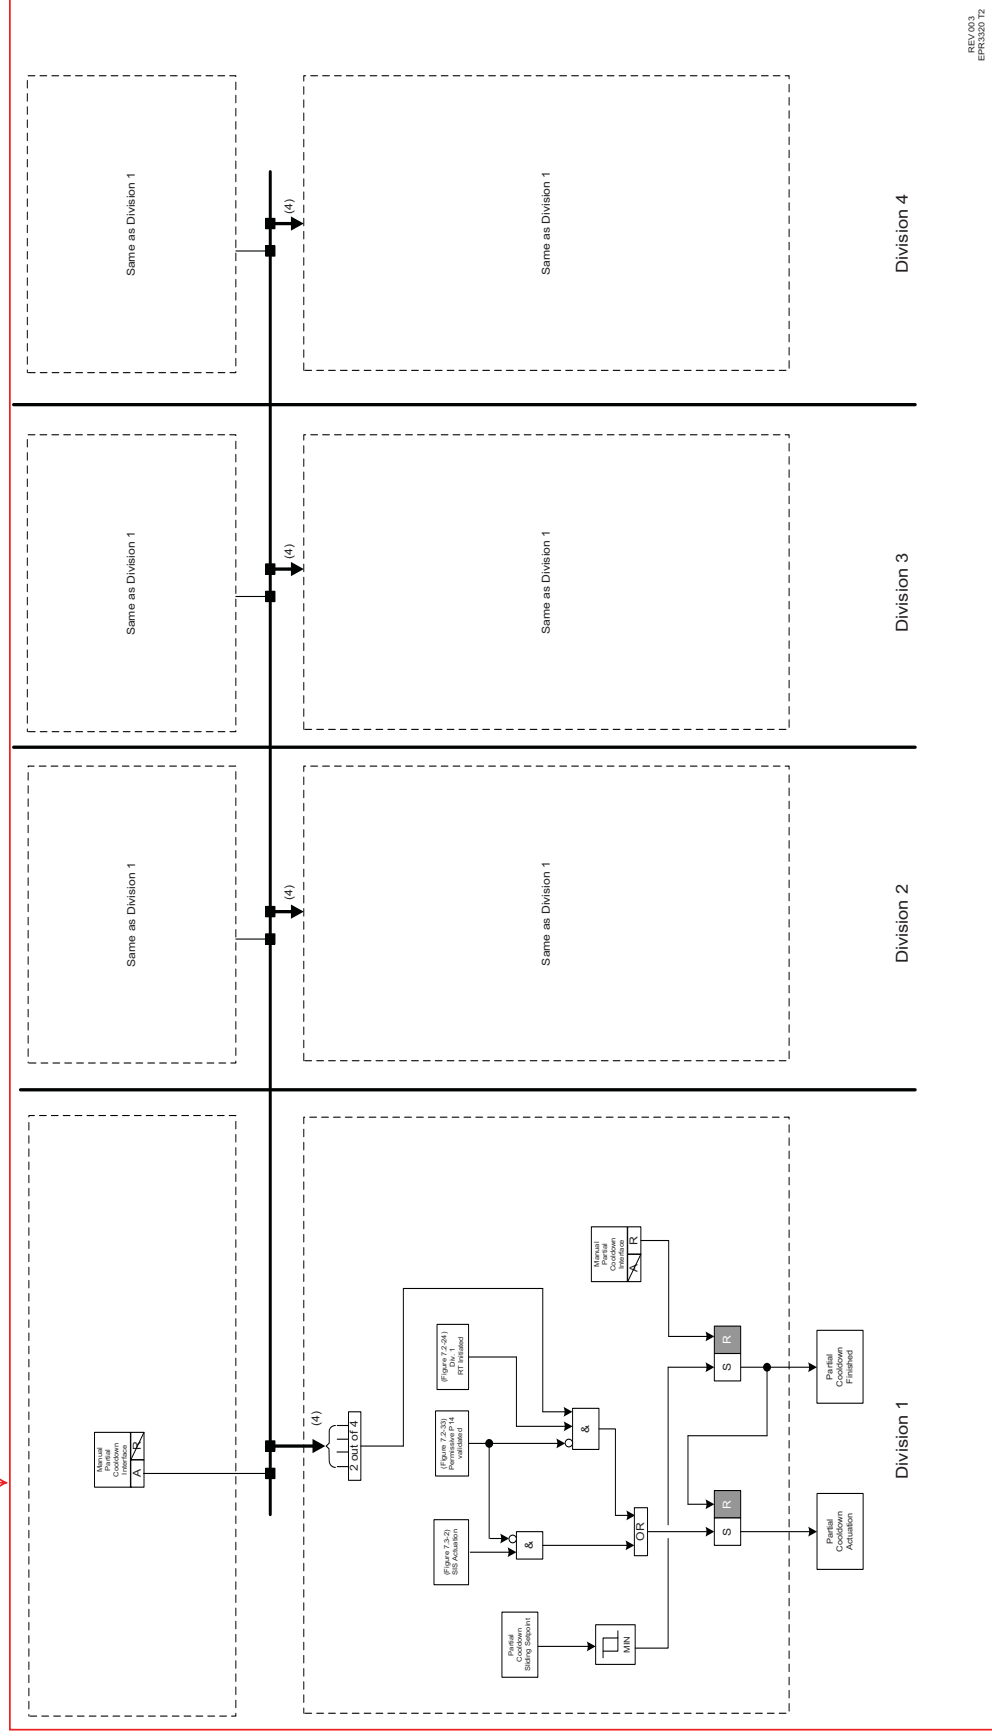 Manual
Partial
Cooldown
Interface
A
R
Same as Division 1
Same as Division 1
Same as Division 1
(4)
(4)
(4)
(4)
2 out of 4
Partial
Cooldown
Sliding Setpoint
MIN
(Figure 7.3-2)
SIS Actuation
(Figure 7.2-33)
Permissive P14
validated
(Figure 7.2-24)
Div. 1
RT Initiated
&
&
OR
Manual
Partial
Cooldown
Interface
A
R
S
R
S
R
Partial
Cooldown
Actuation
Partial
Cooldown
Finished
Same as Division 1
Same as Division 1
Same as Division 1
Division 1
Division 2
Division 3
Division 4
REV 003
EPR3320 T2